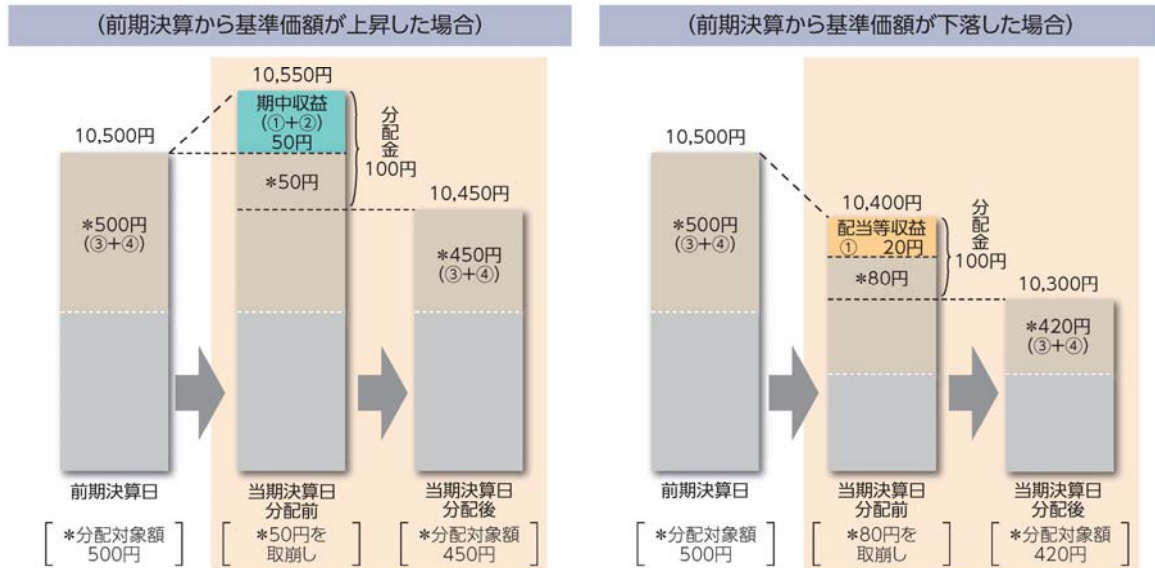 (前期決算から基準価額が上昇した場合)
10,500円
*500円
(③+④)
10,550円
期中収益
(①+②)
50円
*50円
分配金
100円
10,450円
*450円
(③+④)
前期決算日
当期決算日
分配前
当期決算日
分配後
*分配対象額
500円
*50円を
取崩し
*分配対象額
450円
(前期決算から基準価額が下落した場合)
10,500円
*500円
(③+④)
10,400円
配当等収益
① 20円
*80円
分配金
100円
10,300円
*420円
(③+④)
前期決算日
当期決算日
分配前
当期決算日
分配後
*分配対象額
500円
*80円を
取崩し
*分配対象額
420円